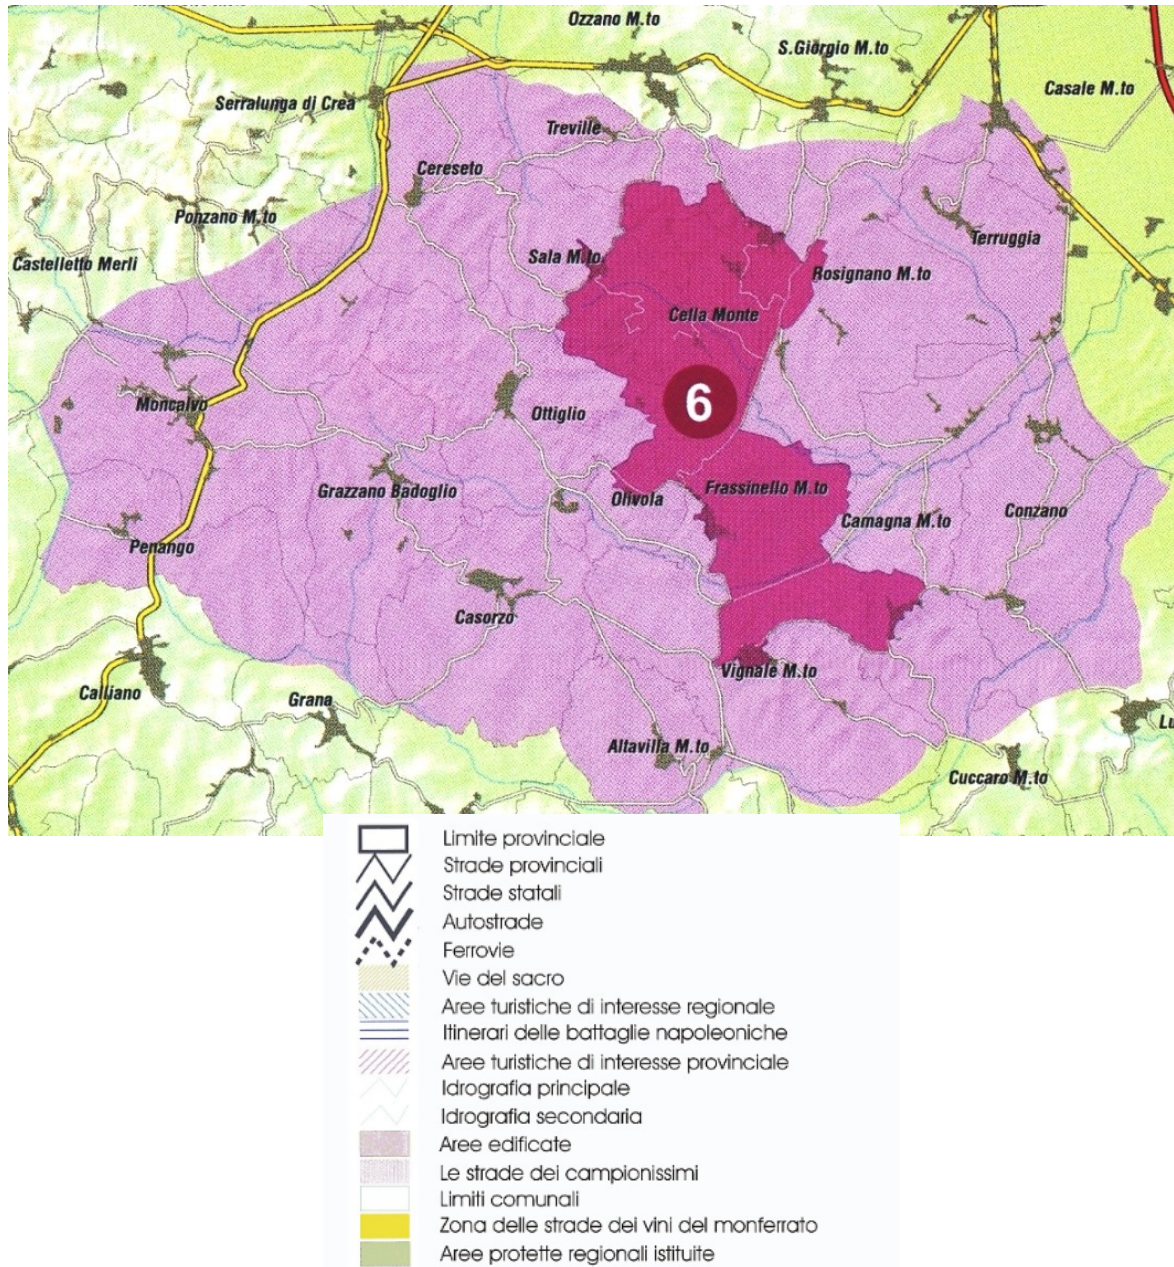 Ozzano M.to
S.Giorgio M.to
Casale M.to
Serralunga di Crea
Treville
Cereseto
Ponzano M.to
Terruggia
Castelletto Merli
Sala M.to
Rosignano M.to
Cella Monte
6
Moncalvo
Ottiglio
Grazzano Badoglio
Olivola
Frassinello M.to
Camagna M.to
Conzano
Penango
Casorzo
Vignale M.to
Calliano
Grana
Lu
Altavilla M.to
Cuccaro M.to
Limite provinciale
Strade provinciali
Strade statali
Autostrade
Ferrovie
Vie del sacro
Aree turistiche di interesse regionale
Itinerari delle battaglie napoleoniche
Aree turistiche di interesse provinciale
Idrografia principale
Idrografia secondaria
Aree edificate
Le strade dei campionissimi
Limiti comunali
Zona delle strade dei vini del monferrato
Aree protette regionali istituite